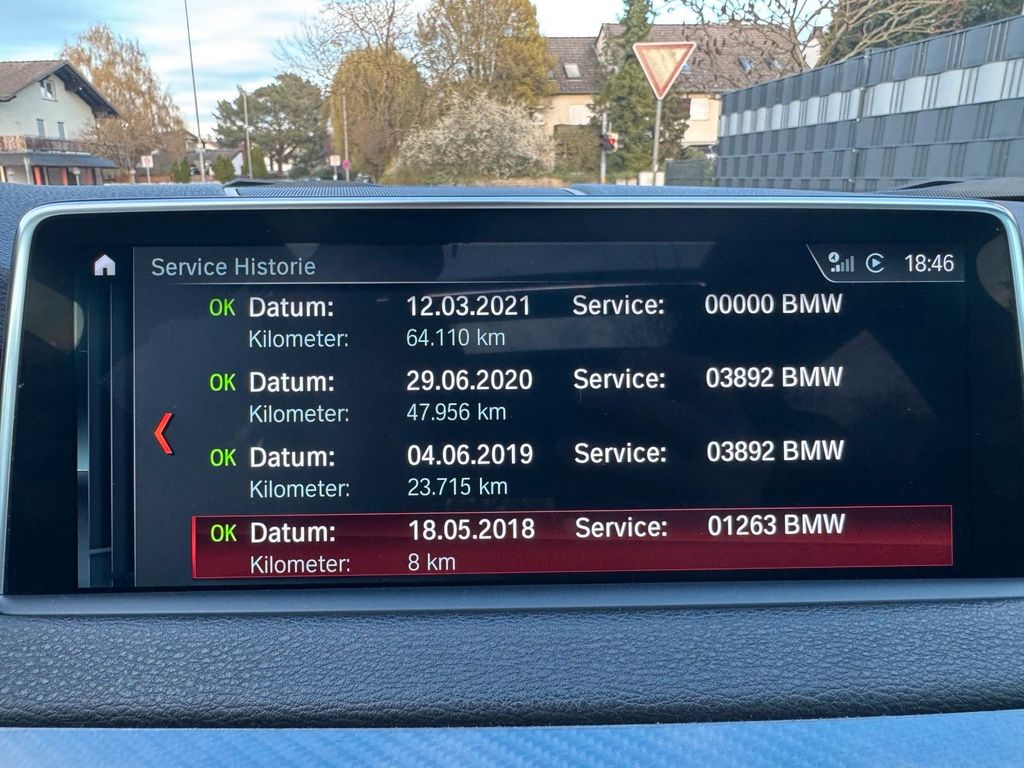 Service Historie 18:46
OK Datum: 12.03.2021 Service: 00000 BMW
Kilometer: 64.110 km
OK Datum: 29.06.2020 Service: 03892 BMW
Kilometer: 47.956 km
OK Datum: 04.06.2019 Service: 03892 BMW
Kilometer: 23.715 km
OK Datum: 18.05.2018 Service: 01263 BMW
Kilometer: 8 km